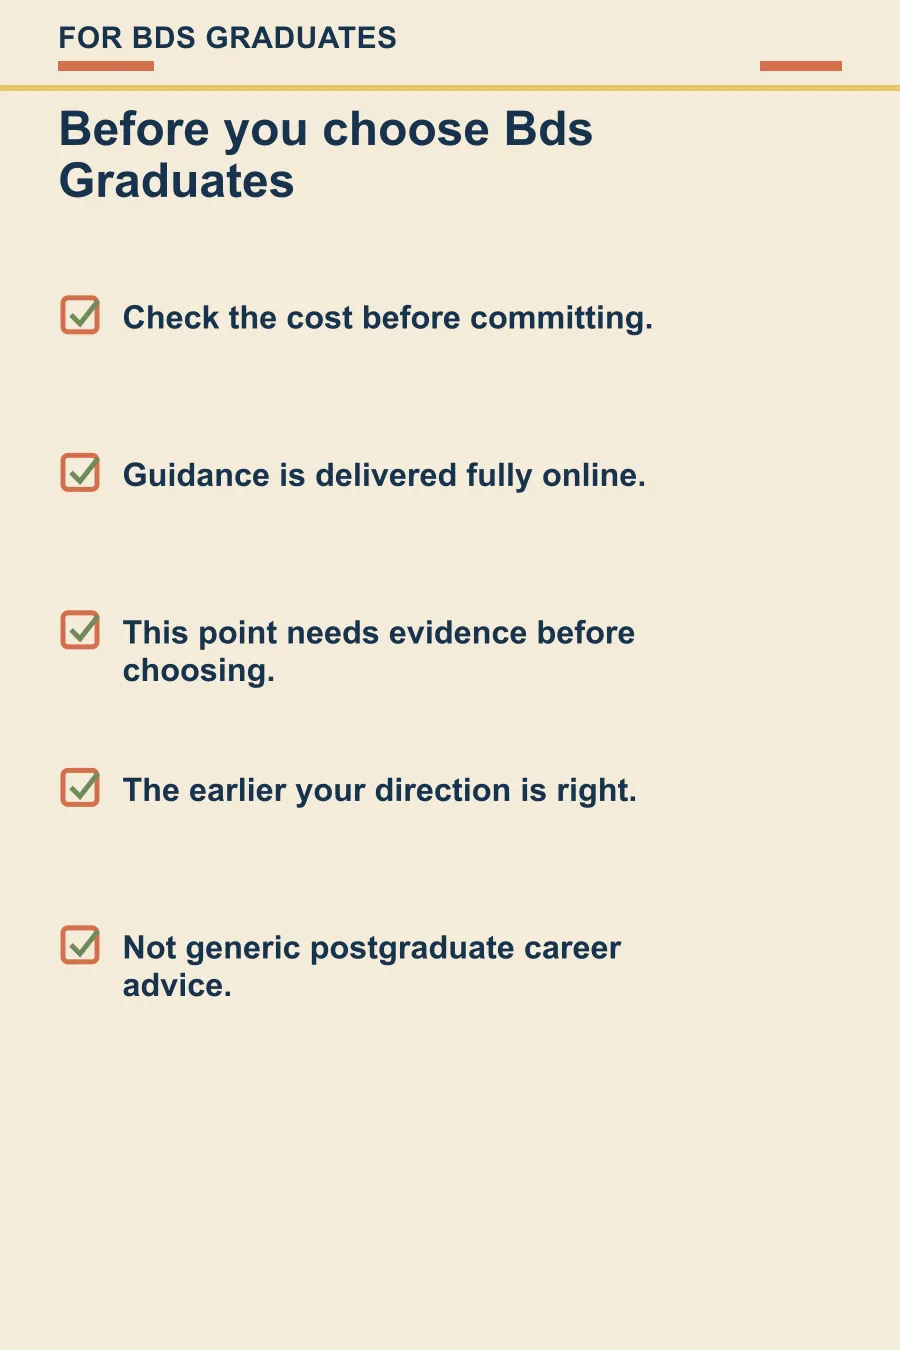 FOR BDS GRADUATES
Before you choose Bds
Graduates
Check the cost before committing.
Guidance is delivered fully online.
This point needs evidence before
choosing.
The earlier your direction is right.
Not generic postgraduate career
advice.